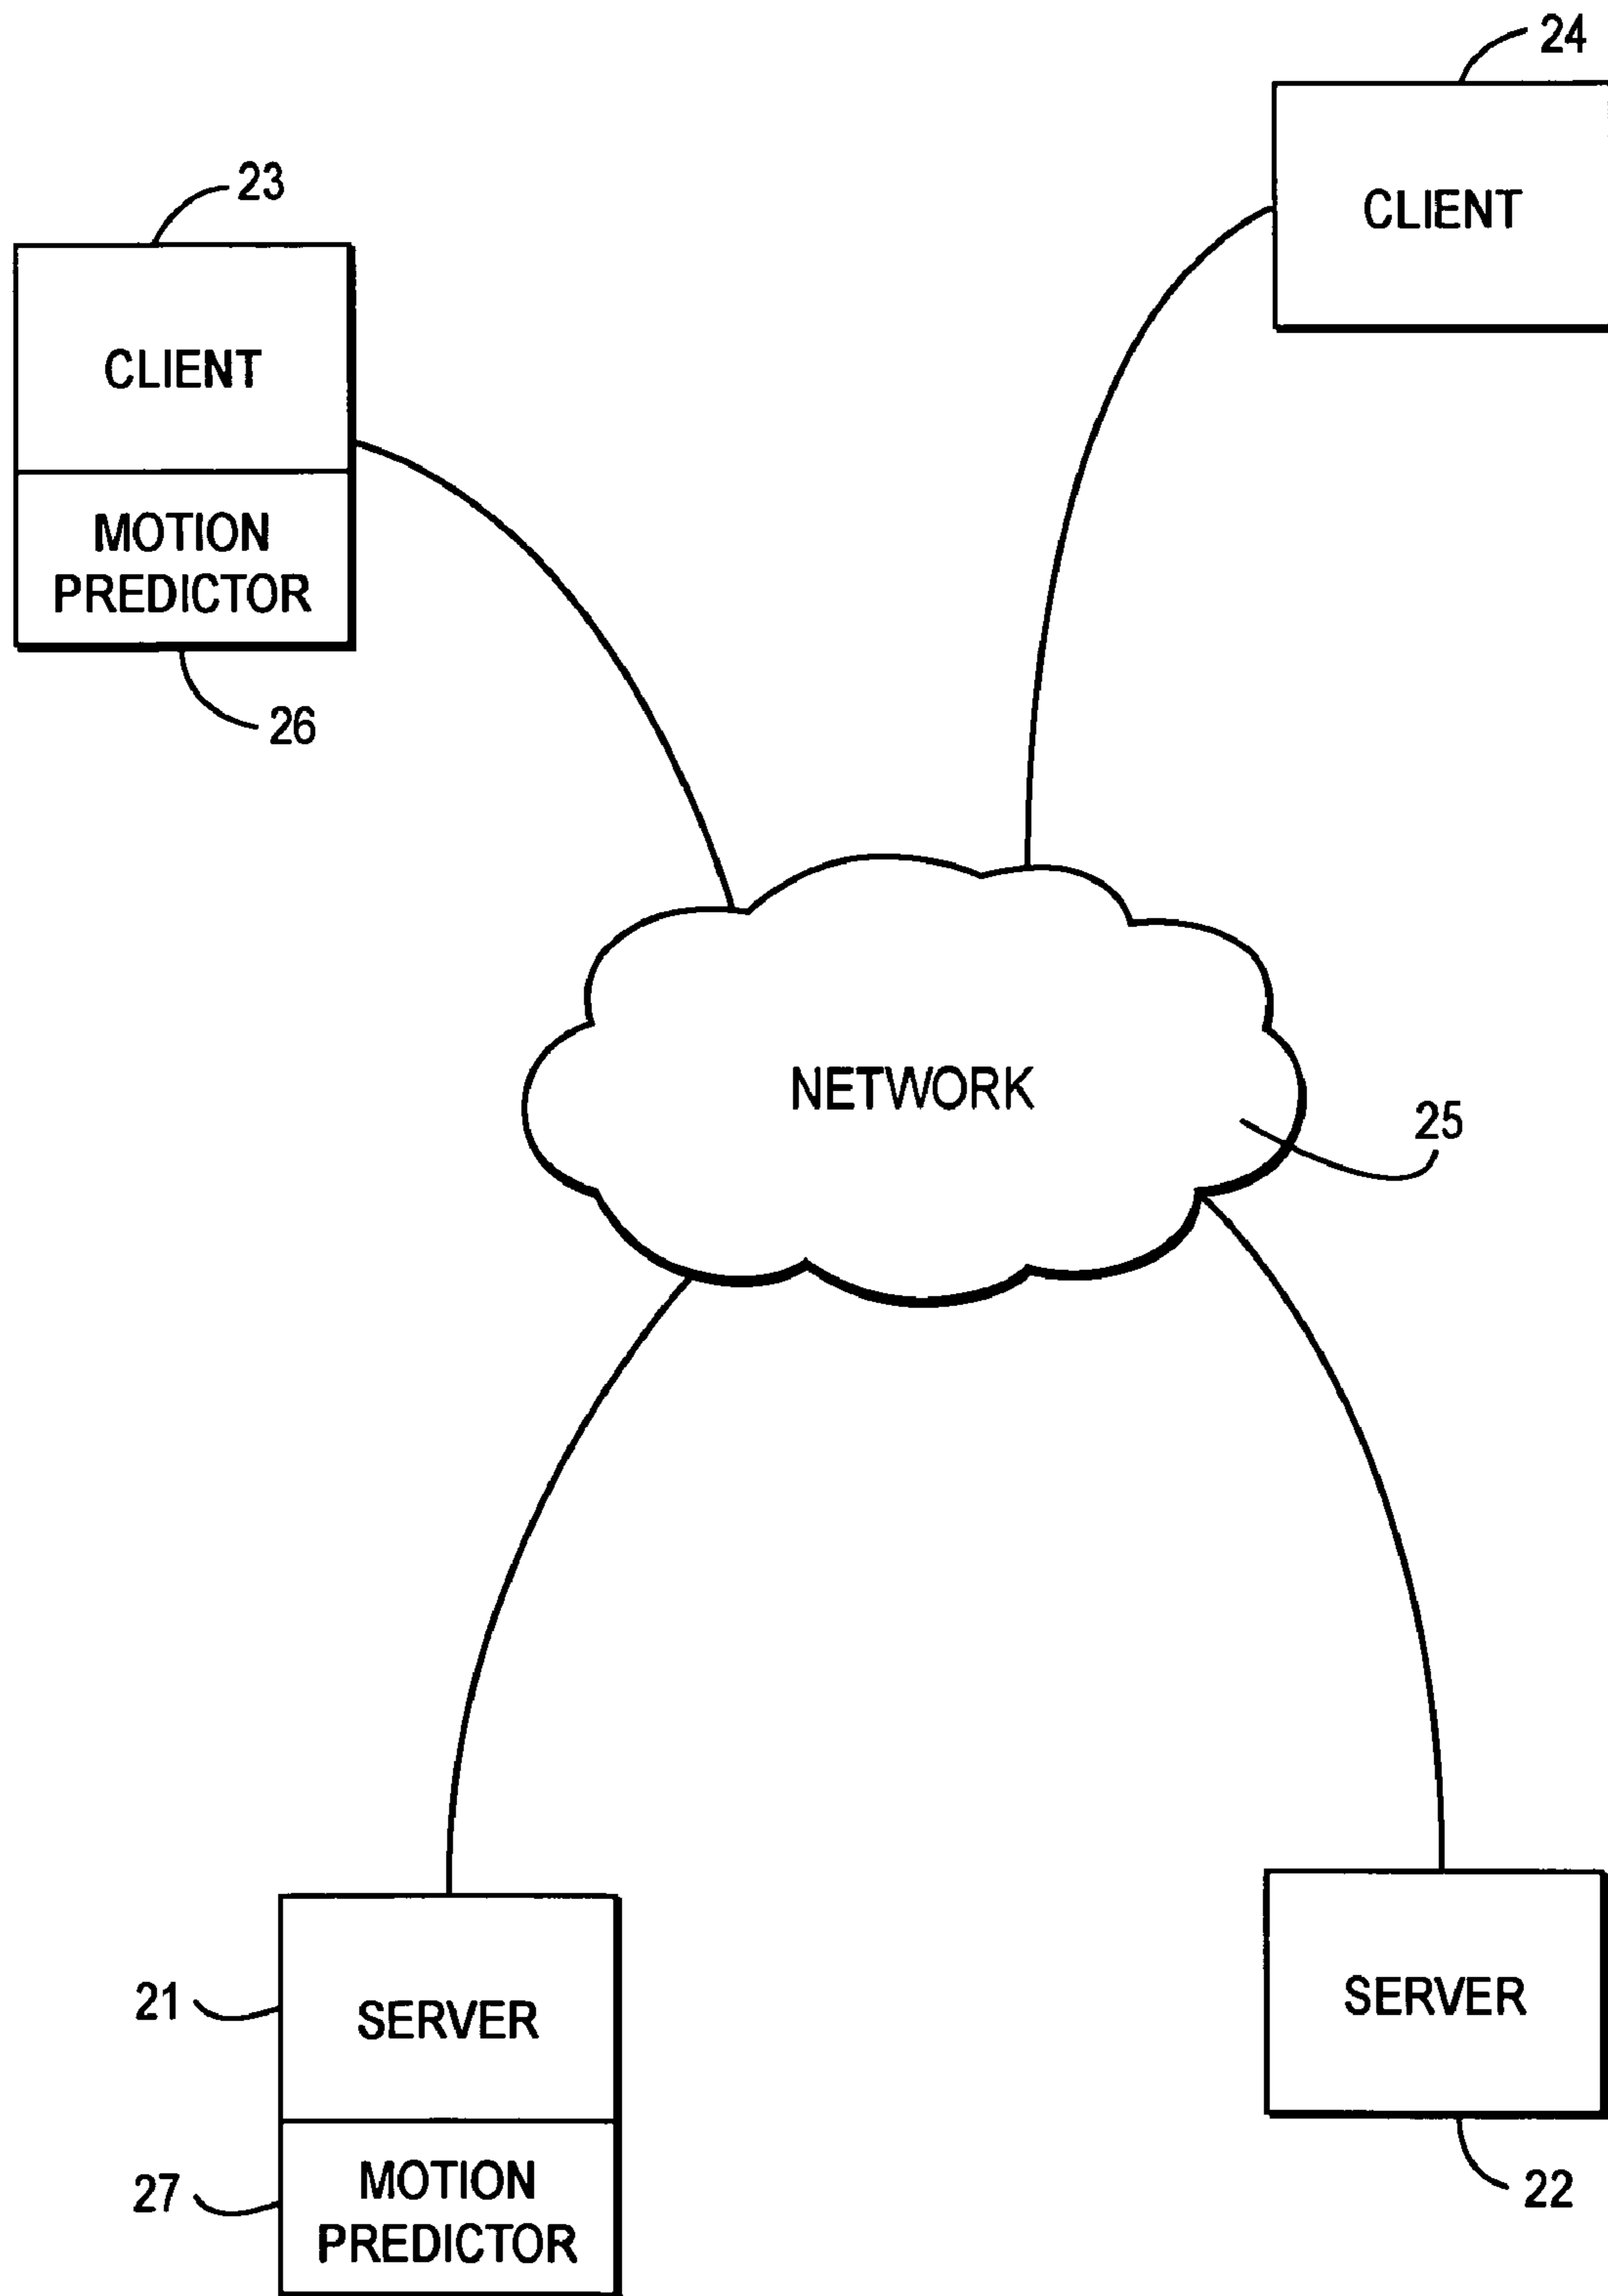 24
CLIENT
23
CLIENT
MOTION
PREDICTOR
26
NETWORK
25
21
SERVER
SERVER
27
MOTION
PREDICTOR
22